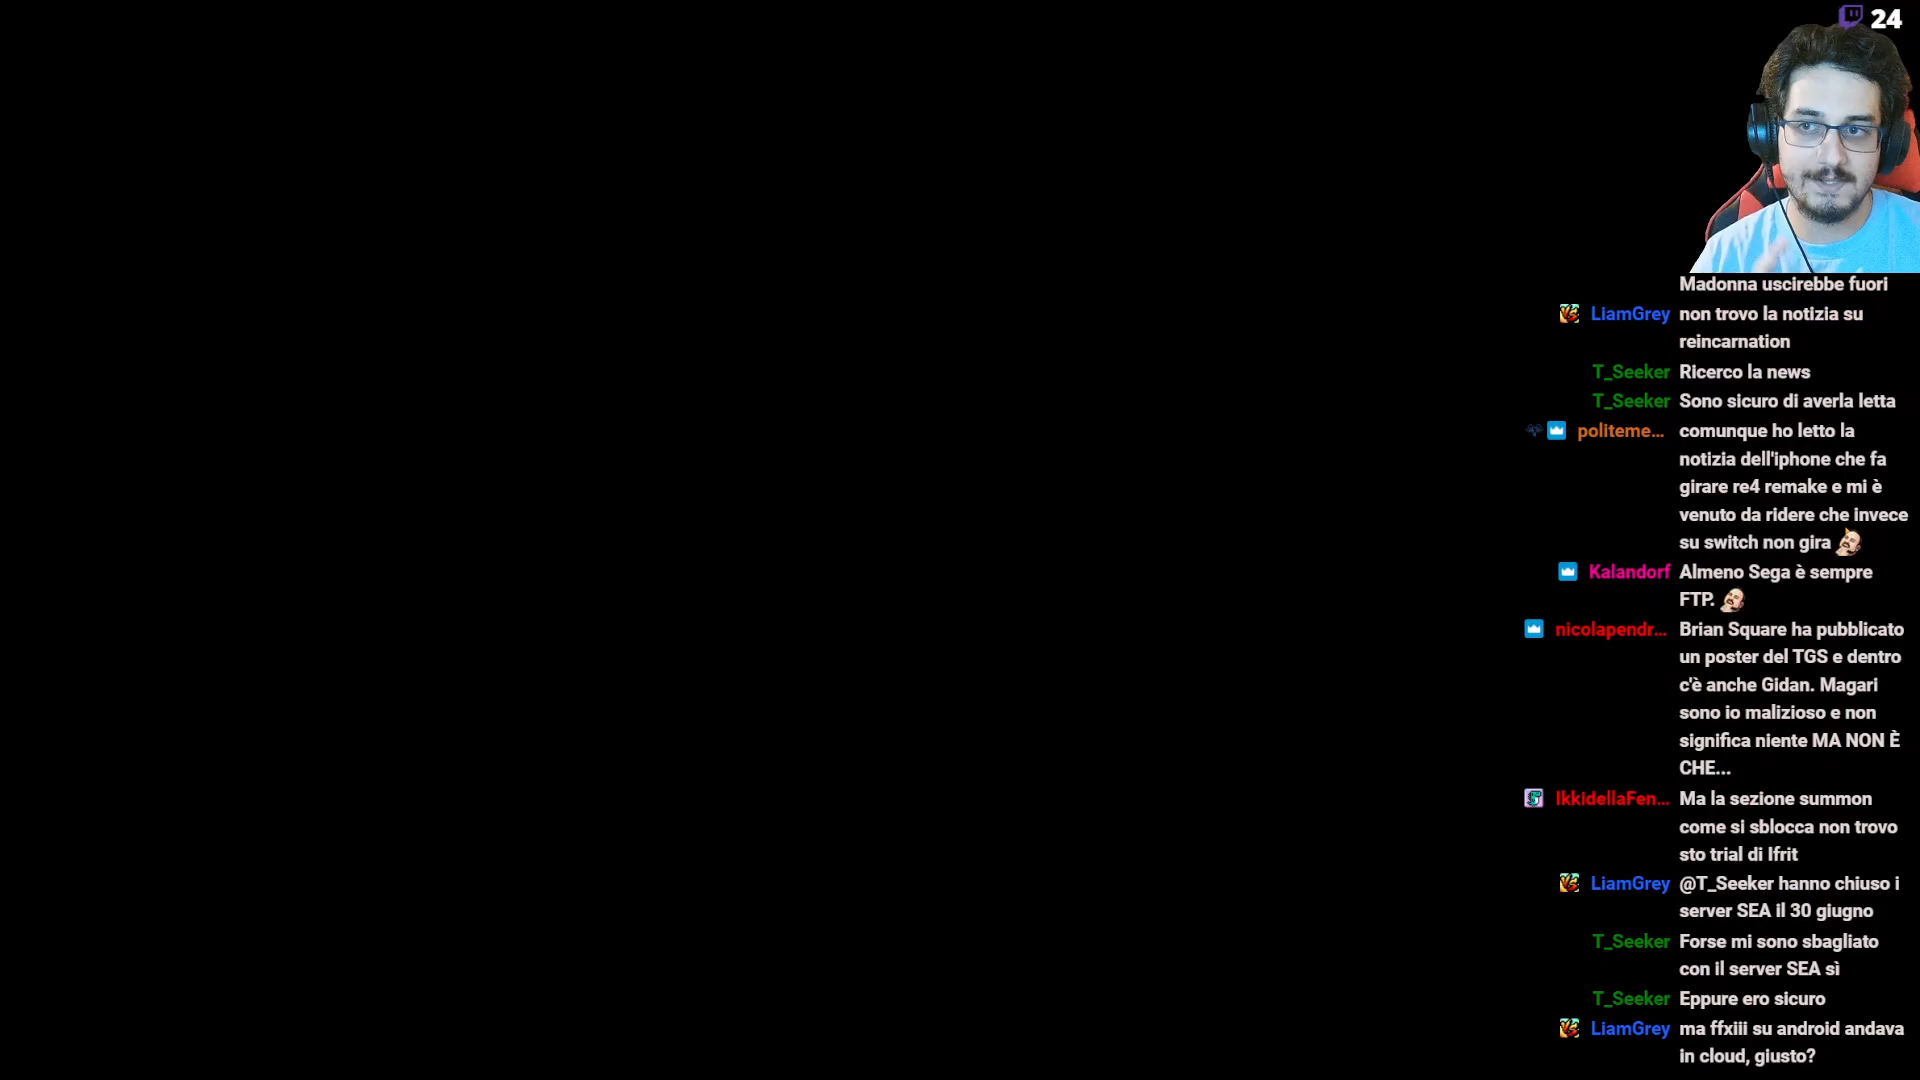 24
Madonna uscirebbe fuori
LiamGrey non trovo la notizia su
reincarnation
T_Seeker Ricerco la news
T_Seeker Sono sicuro di averla letta
politeme... comunque ho letto la
notizia dell'iphone che fa
girare re4 remake e mi è
venuto da ridere che invece
su switch non gira
Kalandorf Almeno Sega è sempre
FTP.
nicolapendr... Brian Square ha pubblicato
un poster del TGS e dentro
c'è anche Gidan. Magari
sono io malizioso e non
significa niente MA NON È
CHE...
IkkidellaFen... Ma la sezione summon
come si sblocca non trovo
sto trial di Ifrit
LiamGrey @T_Seeker hanno chiuso i
server SEA il 30 giugno
T_Seeker Forse mi sono sbagliato
con il server SEA sì
T_Seeker Eppure ero sicuro
LiamGrey ma ffxiii su android andava
in cloud, giusto?